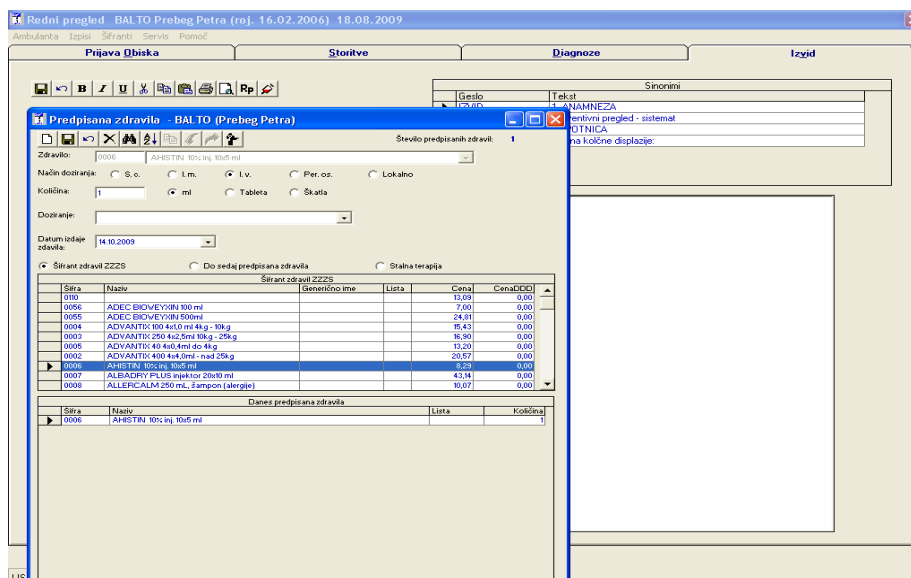 Redni pregled BALTO Prebeg Petra (roj. 16.02.2006) 18.08.2009
Ambulanta Izpisi Šifranti Servis Pomoč
Prijava Obiska Storitve Diagnoze Izvid
B I U Rp
Sinonimi
Geslo Tekst
IZVID 1. ANAMNEZA
entivni pregled - sistemat
POTNICA
na kolčne displazije:
Predpisana zdravila - BALTO (Prebeg Petra)
Število predpisanih zdravil: 1
Zdravilo: 0006 AHISTIN 10% inj. 10x5 ml
Način doziranja: S. c. I. m. I. v. Per. os. Lokalno
Količina: 1 ml Tableta Škatla
Doziranje:
Datum izdaje zdavila: 14.10.2009
Šifrant zdravil ZZZS Do sedaj predpisana zdravila Stalna terapija
Šifrant zdravil ZZZS
Šifra Naziv Generično ime Lista Cena CenaDDD
0110 13,09 0,00
0056 ADEC BIOVEYXIN 100 ml 7,00 0,00
0055 ADEC BIOVEYXIN 500ml 24,81 0,00
0004 ADVANTIX 100 4x1,0 ml 4kg - 10kg 15,43 0,00
0003 ADVANTIX 250 4x2,5ml 10kg - 25kg 16,90 0,00
0005 ADVANTIX 40 4x0,4ml do 4kg 13,20 0,00
0002 ADVANTIX 400 4x4,0ml - nad 25kg 20,57 0,00
0006 AHISTIN 10% inj. 10x5 ml 8,29 0,00
0007 ALBADRY PLUS injektor 20x10 ml 43,14 0,00
0008 ALLERCALM 250 mL, šampon (alergije) 10,07 0,00
Danes predpisana zdravila
Šifra Naziv Lista Količina
0006 AHISTIN 10% inj. 10x5 ml 1